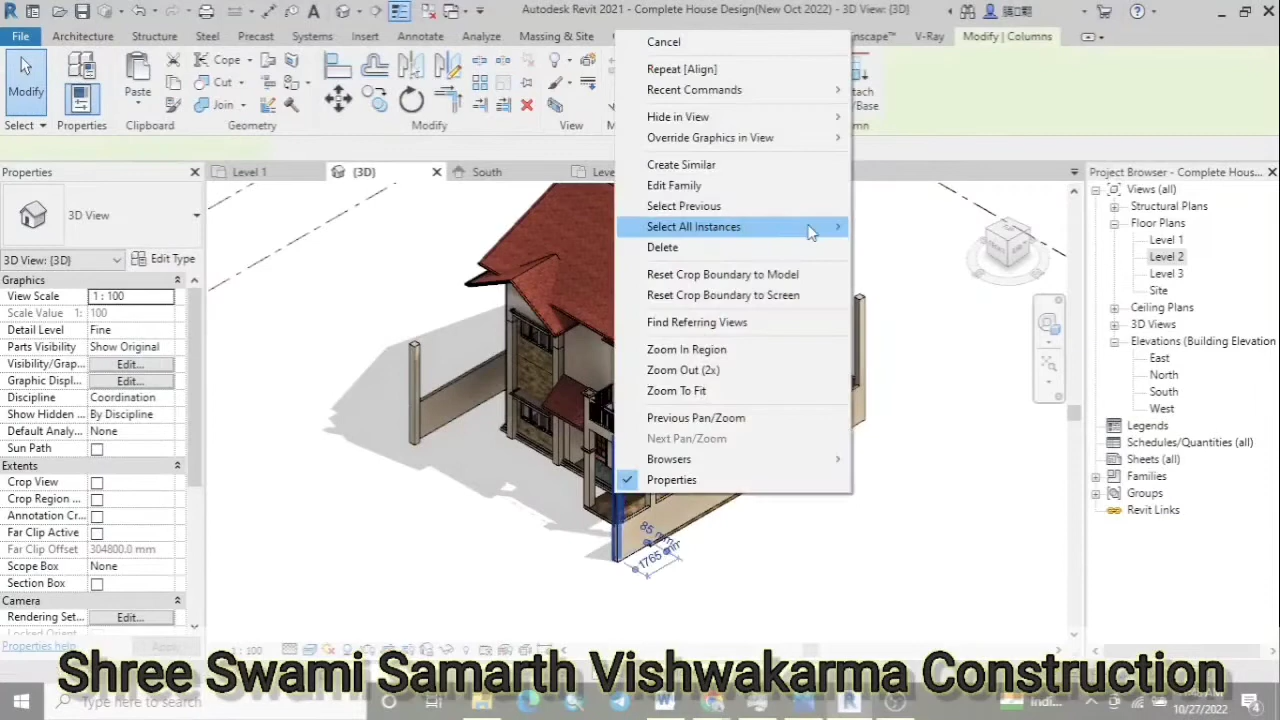 Autodesk Revit 2021 - Complete House Design(New Oct 2022) - 3D View: {3D}
File Architecture Structure Steel Precast Systems Insert Annotate Analyze Massing & Site V-Ray Modify | Columns
Modify Paste Cope Cut Join
Select Properties Clipboard Geometry Modify View
Properties
Level 1 {3D} South
3D View
3D View: {3D} Edit Type
Graphics
View Scale 1 : 100
Scale Value 1: 100
Detail Level Fine
Parts Visibility Show Original
Visibility/Grap... Edit...
Graphic Displ... Edit...
Discipline Coordination
Show Hidden ... By Discipline
Default Analy... None
Sun Path
Extents
Crop View
Crop Region ...
Annotation Cr...
Far Clip Active
Far Clip Offset 304800.0 mm
Scope Box None
Section Box
Camera
Rendering Set... Edit...
Properties help Apply
Cancel
Repeat [Align]
Recent Commands
Hide in View
Override Graphics in View
Create Similar
Edit Family
Select Previous
Select All Instances
Delete
Reset Crop Boundary to Model
Reset Crop Boundary to Screen
Find Referring Views
Zoom In Region
Zoom Out (2x)
Zoom To Fit
Previous Pan/Zoom
Next Pan/Zoom
Browsers
Properties
1765
Project Browser - Complete Hous...
Views (all)
Structural Plans
Floor Plans
Level 1
Level 2
Level 3
Site
Ceiling Plans
3D Views
Elevations (Building Elevation
East
North
South
West
Legends
Schedules/Quantities (all)
Sheets (all)
Families
Groups
Revit Links
1 : 100
Shree Swami Samarth Vishwakarma Construction
Type here to search
10/27/2022